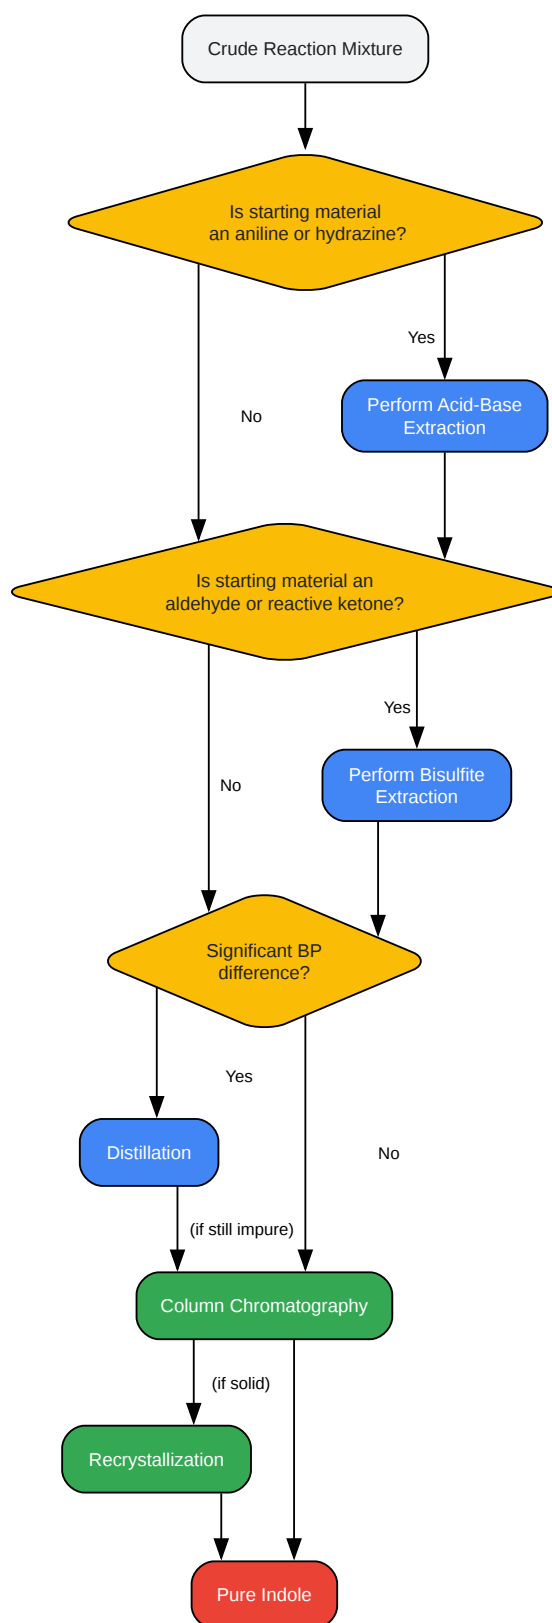 Crude Reaction Mixture
Is starting material
an aniline or hydrazine?
Yes
Perform Acid-Base
Extraction
No
Is starting material an
aldehyde or reactive ketone?
Yes
Perform Bisulfite
Extraction
No
Significant BP
difference?
Yes
Distillation
No
(if still impure)
Column Chromatography
(if solid)
Recrystallization
Pure Indole